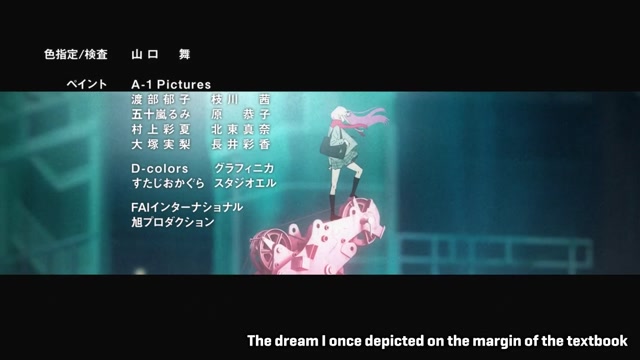 色指定/検査 山口 舞
ペイント A-1 Pictures
渡部郁子 枝川 茜
五十嵐るみ 原 恭子
村上彩夏 北東真奈
大塚実梨 長井彩香
D-colors グラフィニカ
すたじおかぐら スタジオエル
FAIインターナショナル
旭プロダクション
The dream I once depicted on the margin of the textbook